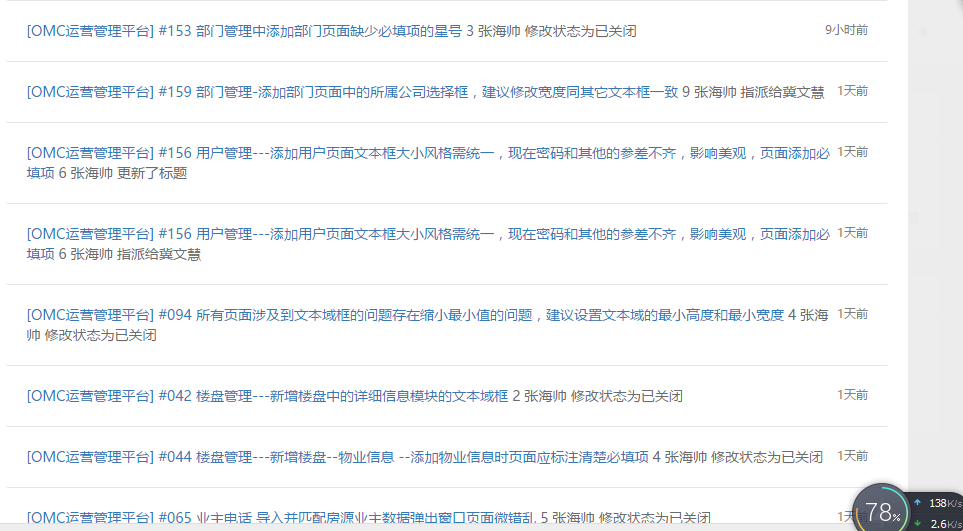 [OMC运营管理平台] #153 部门管理中添加部门页面缺少必填项的星号 3 张海帅 修改状态为已关闭 9小时前
[OMC运营管理平台] #159 部门管理-添加部门页面中的所属公司选择框，建议修改宽度同其它文本框一致 9 张海帅 指派给冀文慧 1天前
[OMC运营管理平台] #156 用户管理---添加用户页面文本框大小风格需统一，现在密码和其他的参差不齐，影响美观，页面添加必 1天前
填项 6 张海帅 更新了标题
[OMC运营管理平台] #156 用户管理---添加用户页面文本框大小风格需统一，现在密码和其他的参差不齐，影响美观，页面添加必 1天前
填项 6 张海帅 指派给冀文慧
[OMC运营管理平台] #094 所有页面涉及到文本域框的问题存在缩小最小值的问题，建议设置文本域的最小高度和最小宽度 4 张海 1天前
帅 修改状态为已关闭
[OMC运营管理平台] #042 楼盘管理---新增楼盘中的详细信息模块的文本域框 2 张海帅 修改状态为已关闭 1天前
[OMC运营管理平台] #044 楼盘管理---新增楼盘--物业信息 --添加物业信息时页面应标注清楚必填项 4 张海帅 修改状态为已关闭 1天前
[OMC运营管理平台] #065 业主电话 导入并匹配房源业主数据弹出窗口页面微错乱 5 张海帅 修改状态为已关闭 1天
78%
138K/s
2.6K/s